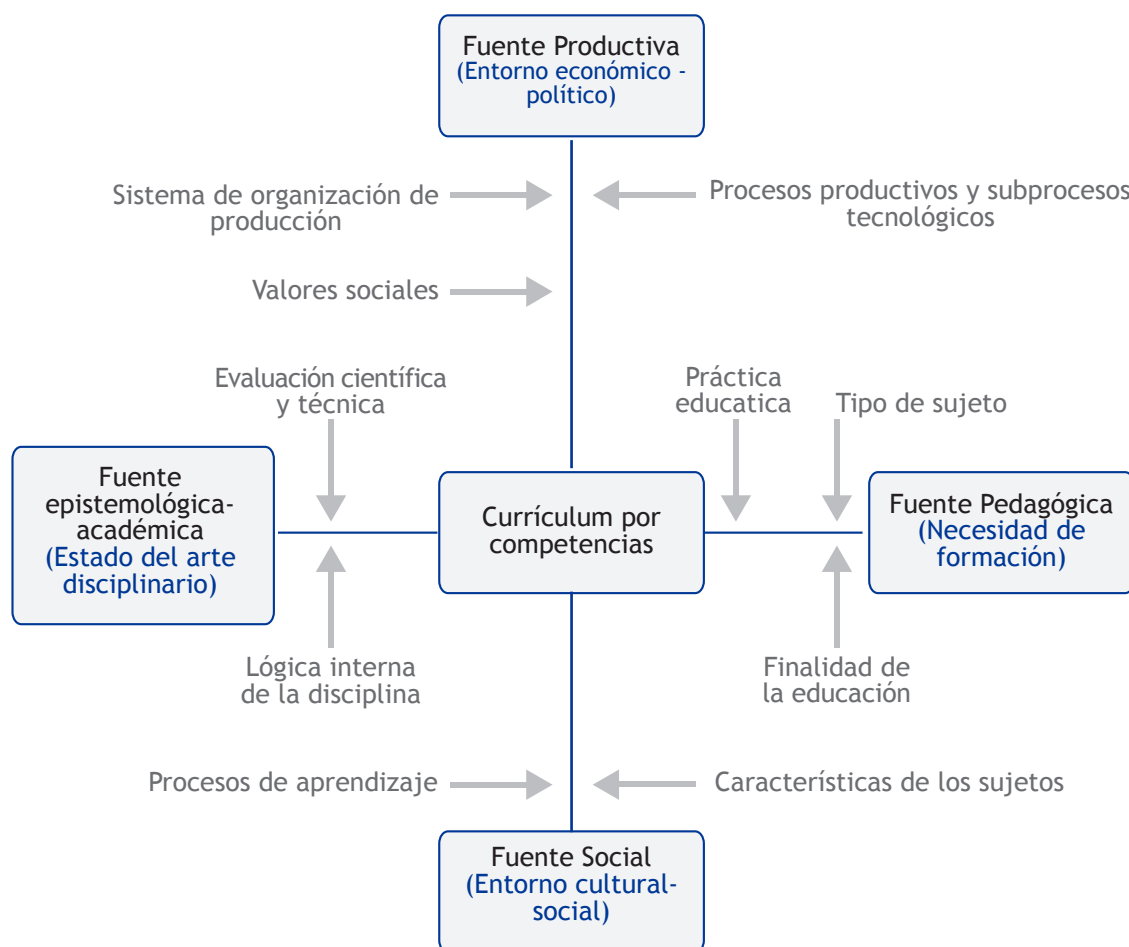 Fuente Productiva
(Entorno económico -
político)
Sistema de organización de
producción
Procesos productivos y subprocesos
tecnológicos
Valores sociales
Evaluación científica
y técnica
Práctica
educatica
Tipo de sujeto
Fuente
epistemológica-
académica
(Estado del arte
disciplinario)
Currículum por
competencias
Fuente Pedagógica
(Necesidad de
formación)
Lógica interna
de la disciplina
Finalidad de
la educación
Procesos de aprendizaje
Características de los sujetos
Fuente Social
(Entorno cultural-
social)